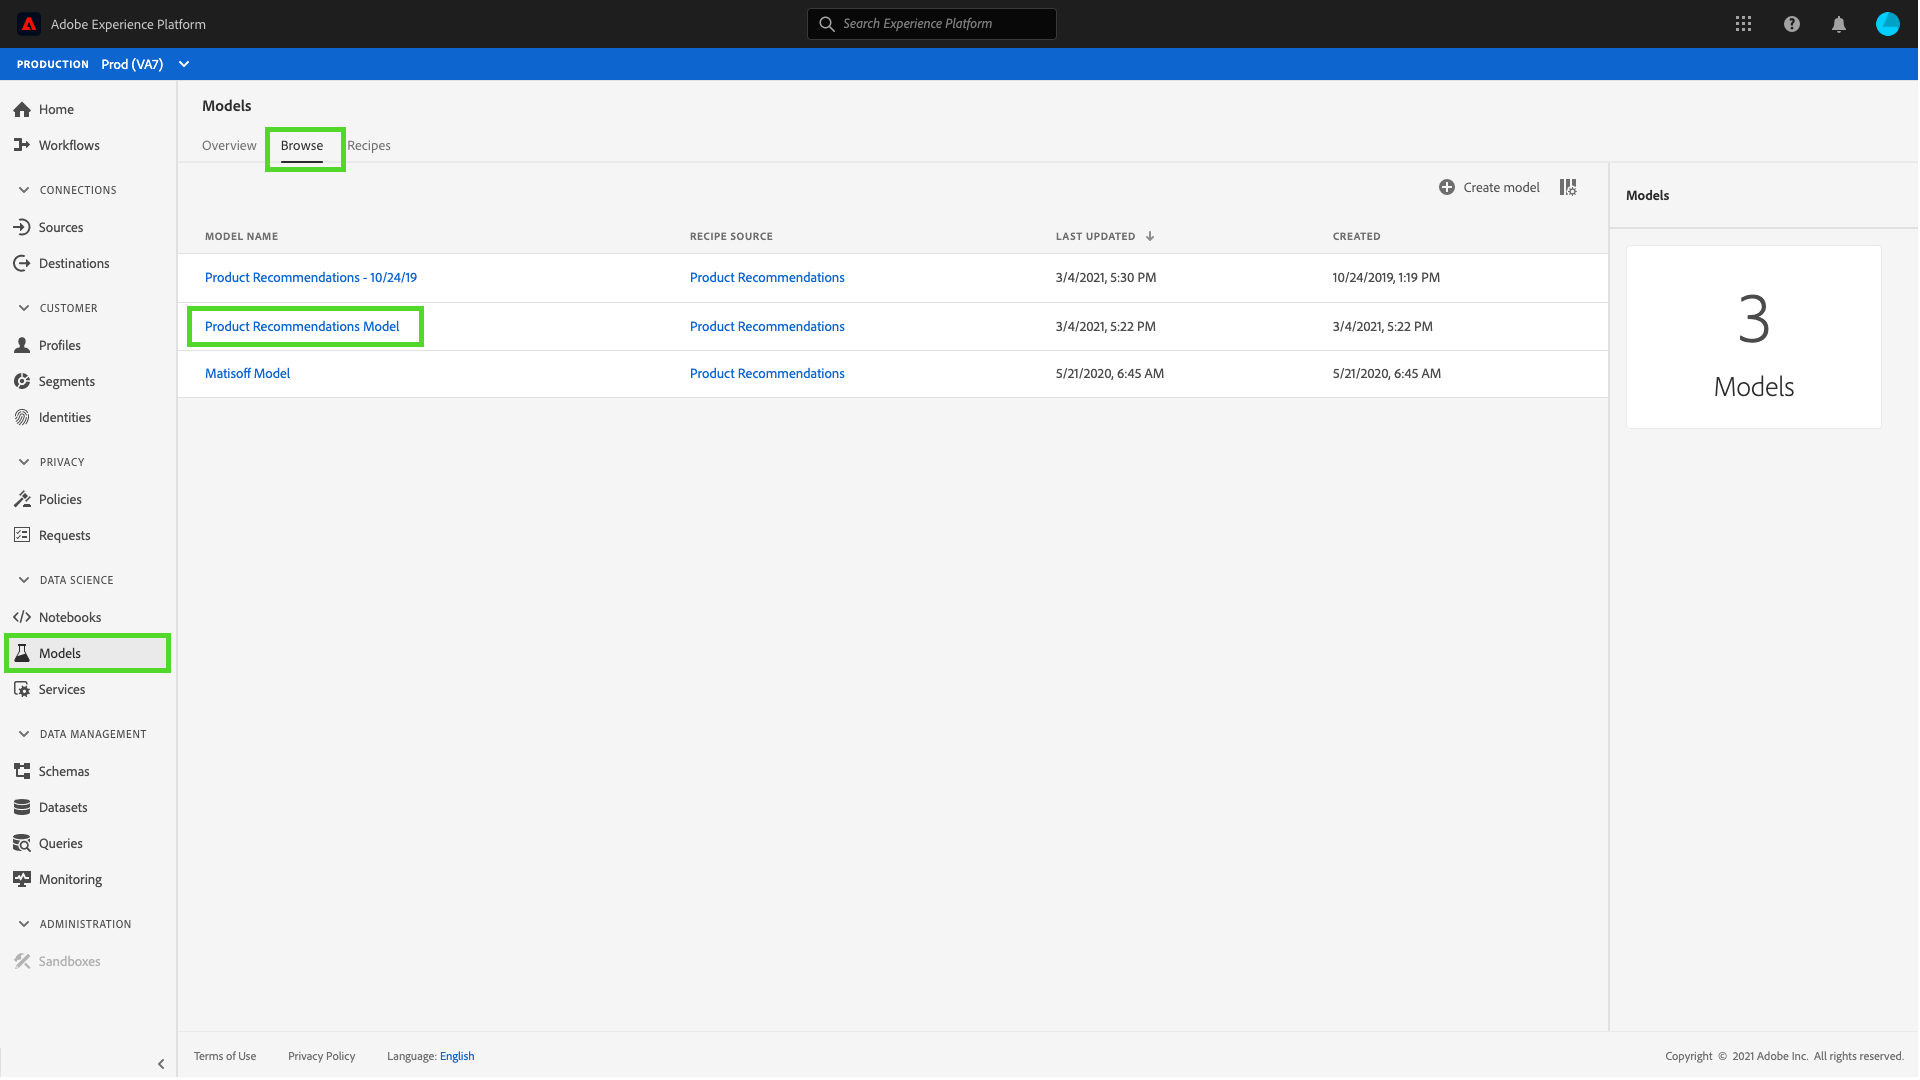 Adobe Experience Platform
Search Experience Platform
PRODUCTION Prod (VA7)
Home
Workflows
CONNECTIONS
Sources
Destinations
CUSTOMER
Profiles
Segments
Identities
PRIVACY
Policies
Requests
DATA SCIENCE
Notebooks
Models
Services
DATA MANAGEMENT
Schemas
Datasets
Queries
Monitoring
ADMINISTRATION
Sandboxes
Models
Overview Browse Recipes
Create model
MODEL NAME RECIPE SOURCE LAST UPDATED CREATED
Product Recommendations - 10/24/19 Product Recommendations 3/4/2021, 5:30 PM 10/24/2019, 1:19 PM
Product Recommendations Model Product Recommendations 3/4/2021, 5:22 PM 3/4/2021, 5:22 PM
Matisoff Model Product Recommendations 5/21/2020, 6:45 AM 5/21/2020, 6:45 AM
Models
3
Models
Terms of Use Privacy Policy Language: English
Copyright © 2021 Adobe Inc. All rights reserved.